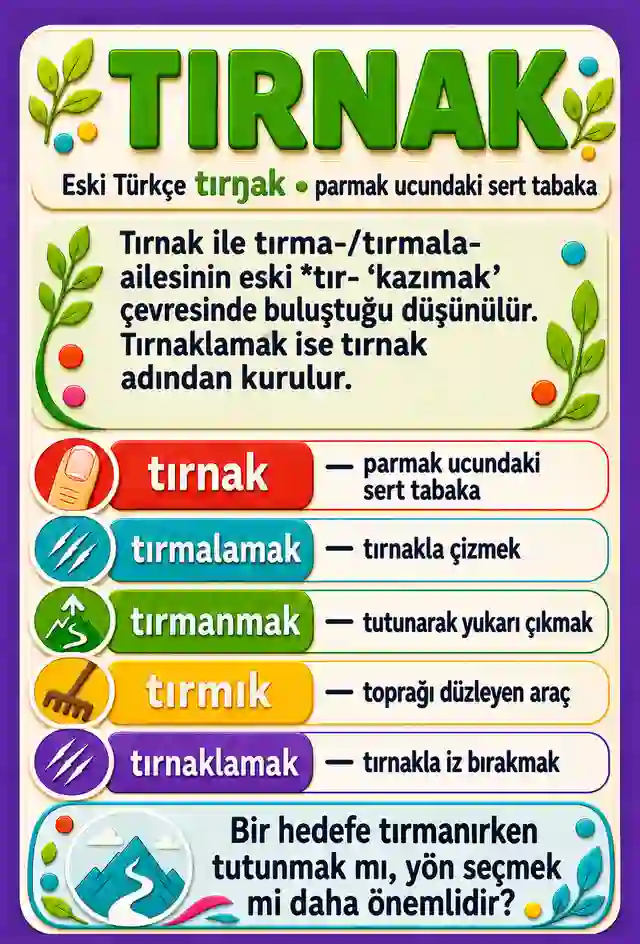 TIRNAK
Eski Türkçe tırŋak • parmak ucundaki sert tabaka
Tırnak ile tırma-/tırmala-
ailesinin eski *tır- ‘kazımak’
çevresinde buluştuğu düşünülür.
Tırnaklamak ise tırnak
adından kurulur.
tırnak — parmak ucundaki
sert tabaka
tırmalamak — tırnakla çizmek
tırmanmak — tutunarak yukarı çıkmak
tırmık — toprağı düzleyen araç
tırnaklamak — tırnakla iz bırakmak
Bir hedefe tırmanırken
tutunmak mı, yön seçmek
mi daha önemlidir?